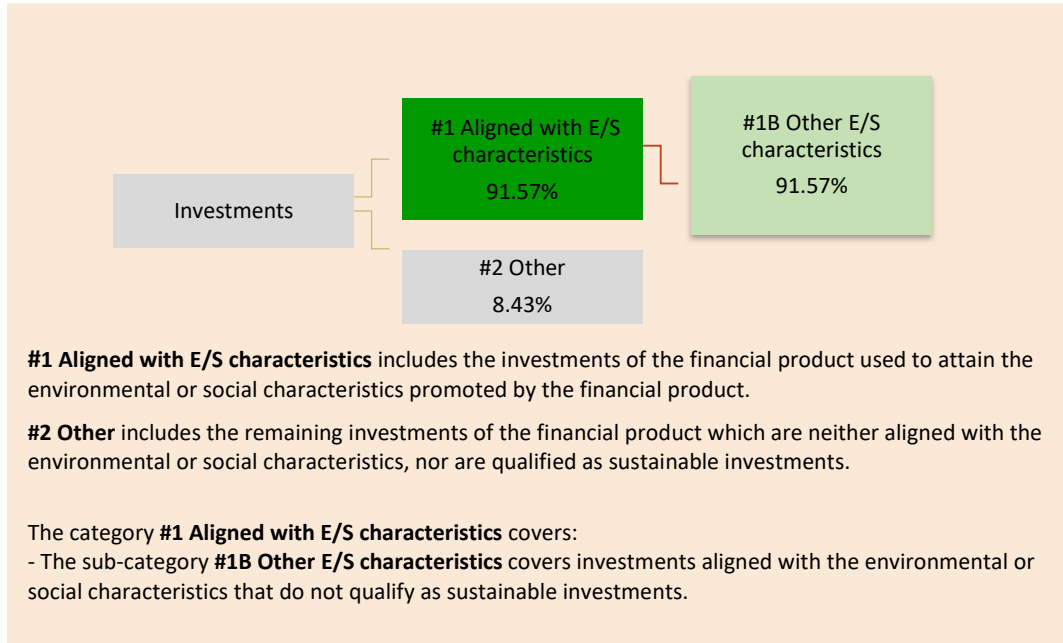 Investments
#1 Aligned with E/S
characteristics
91.57%
#1B Other E/S
characteristics
91.57%
#2 Other
8.43%
#1 Aligned with E/S characteristics includes the investments of the financial product used to attain the
environmental or social characteristics promoted by the financial product.
#2 Other includes the remaining investments of the financial product which are neither aligned with the
environmental or social characteristics, nor are qualified as sustainable investments.
The category #1 Aligned with E/S characteristics covers:
- The sub-category #1B Other E/S characteristics covers investments aligned with the environmental or
social characteristics that do not qualify as sustainable investments.